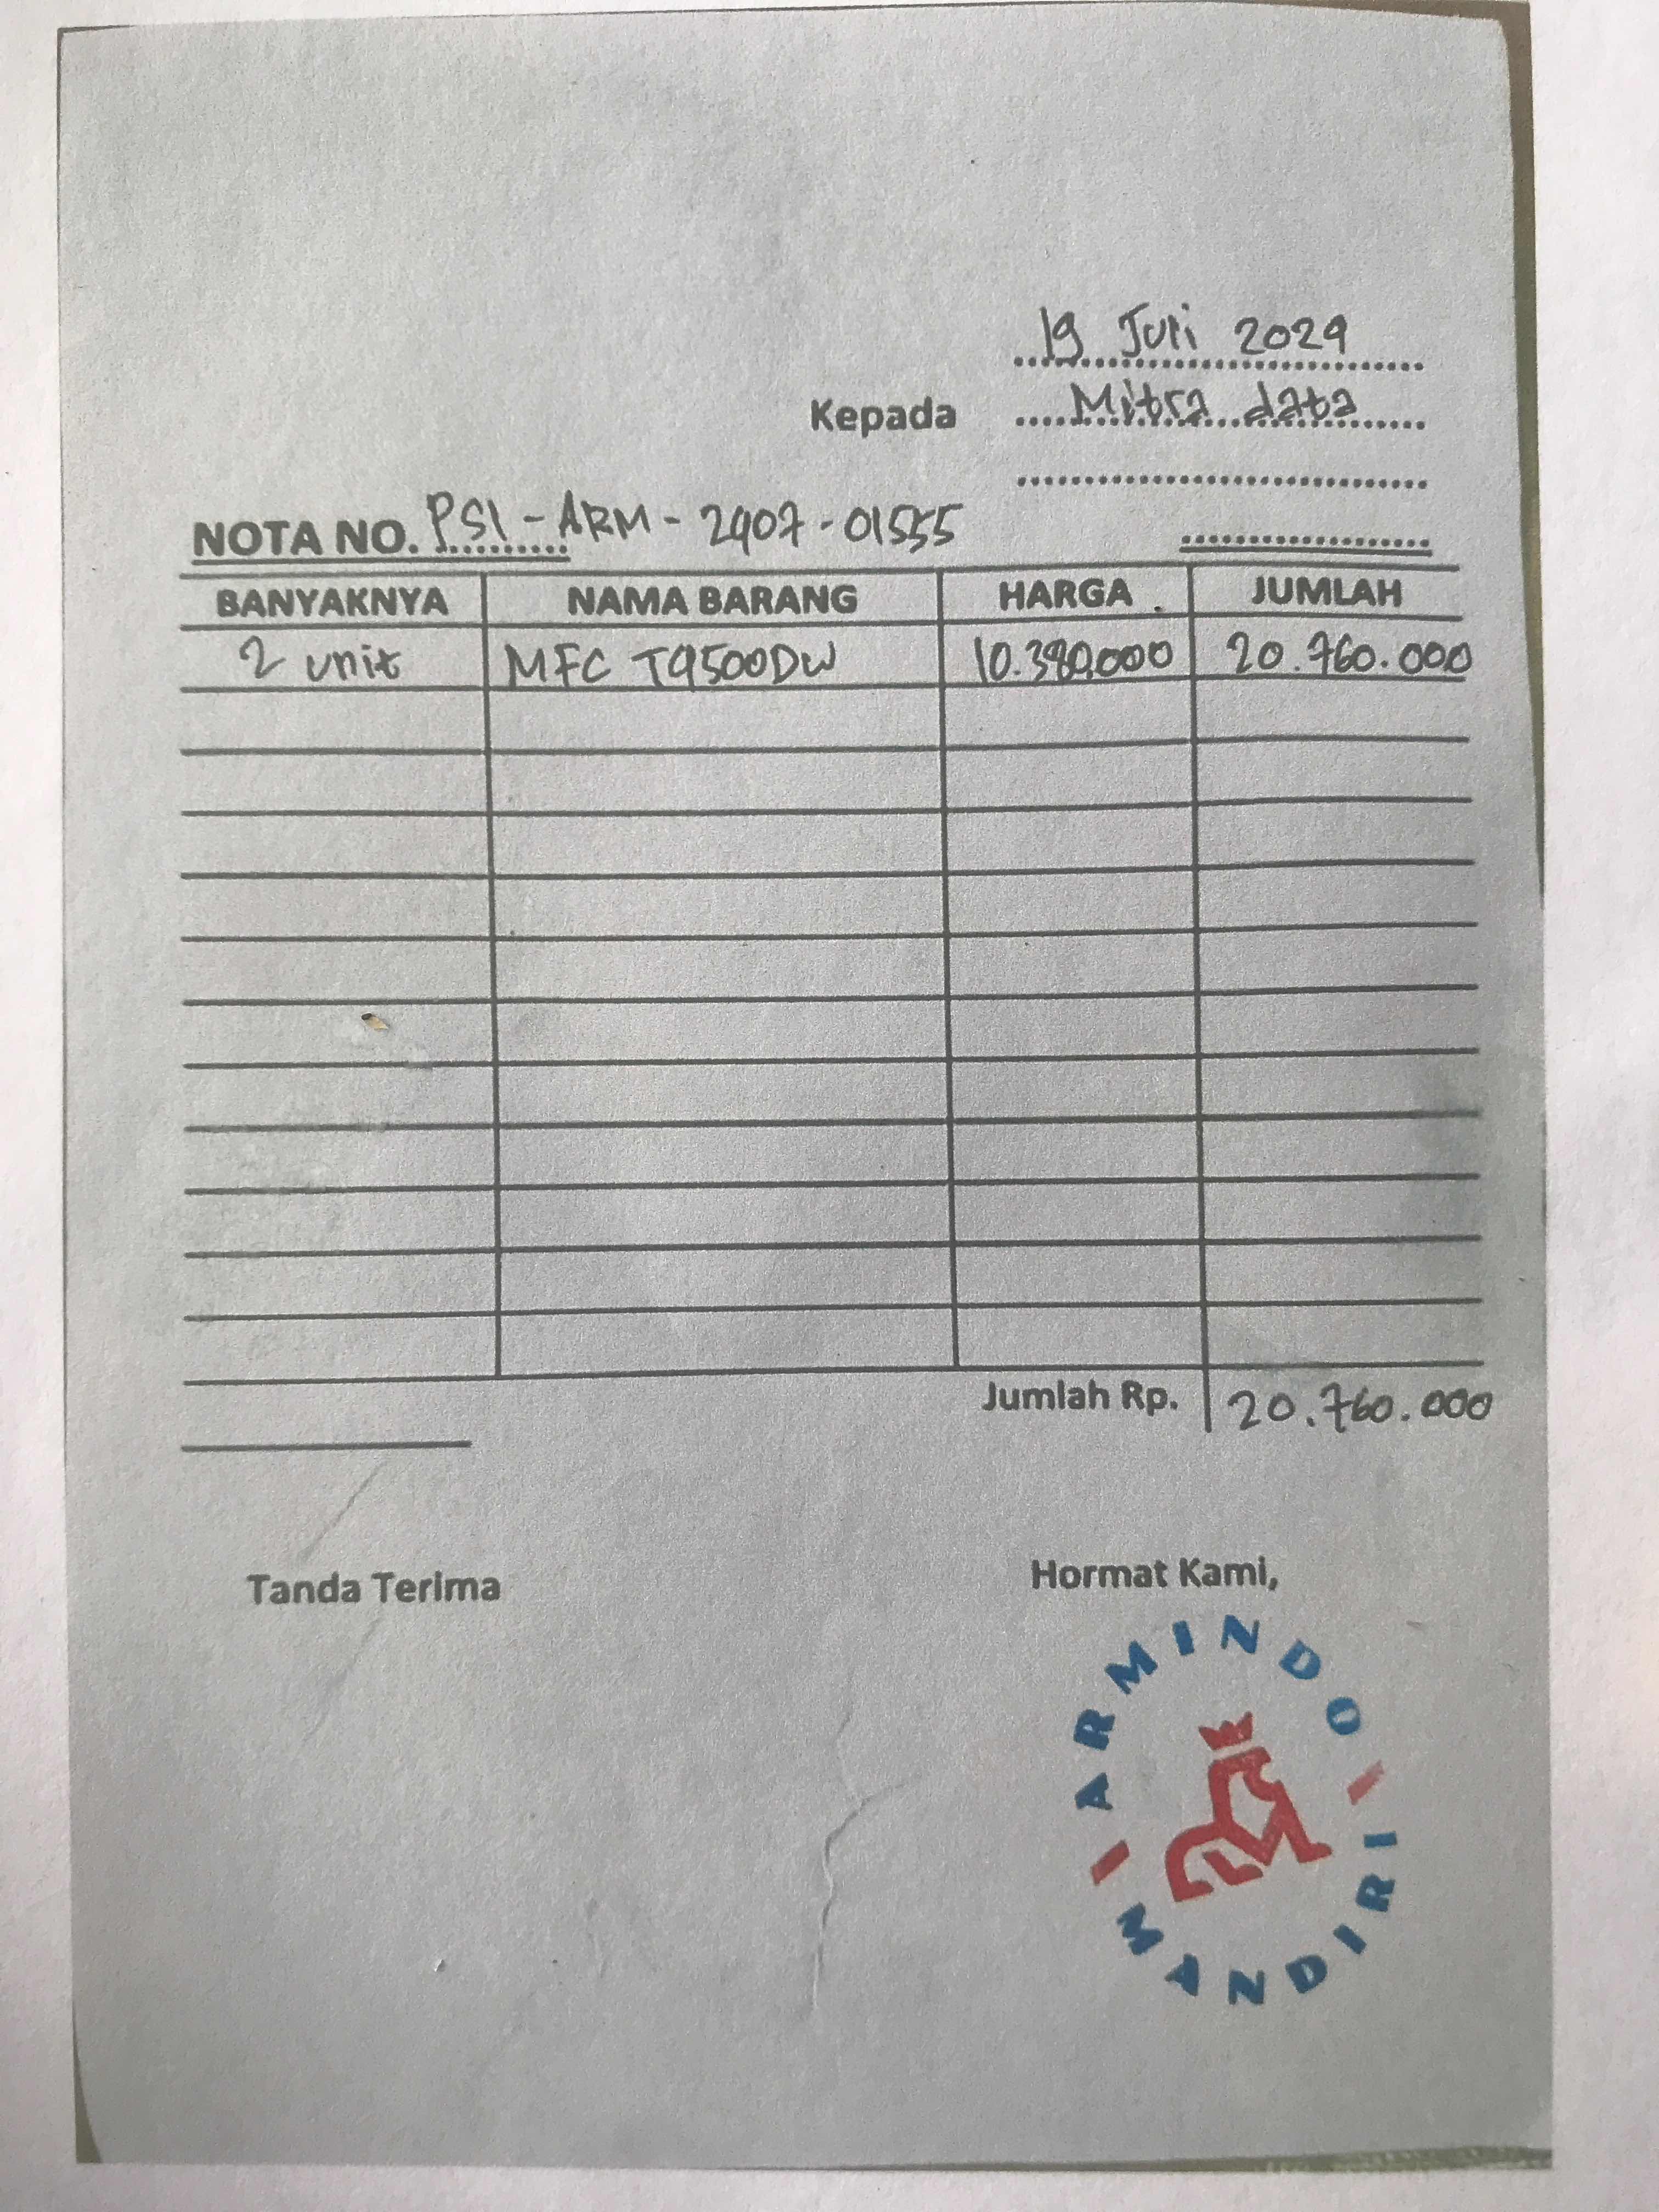 19 Juli 2024
Kepada Mitra data
NOTA NO. PSI-ARM-2407-01555
BANYAKNYA NAMA BARANG HARGA JUMLAH
2 unit MFC T4500DW 10.380.000 20.760.000
Jumlah Rp. 20.760.000
Tanda Terima Hormat Kami,
ARMINDO
MANDIRI